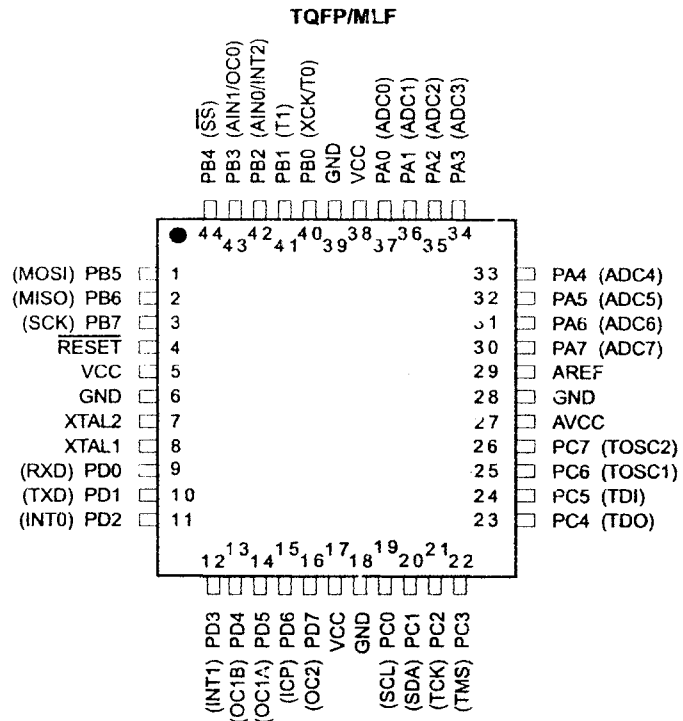 TQFP/MLF
PB4 (SS)
PB3 (AIN1/OC0)
PB2 (AIN0/INT2)
PB1 (T1)
PB0 (XCK/T0)
GND
VCC
PA0 (ADC0)
PA1 (ADC1)
PA2 (ADC2)
PA3 (ADC3)
44 43 42 41 40 39 38 37 36 35 34
(MOSI) PB5 1
(MISO) PB6 2
(SCK) PB7 3
RESET 4
VCC 5
GND 6
XTAL2 7
XTAL1 8
(RXD) PD0 9
(TXD) PD1 10
(INT0) PD2 11
33 PA4 (ADC4)
32 PA5 (ADC5)
31 PA6 (ADC6)
30 PA7 (ADC7)
29 AREF
28 GND
27 AVCC
26 PC7 (TOSC2)
25 PC6 (TOSC1)
24 PC5 (TDI)
23 PC4 (TDO)
12 13 14 15 16 17 18 19 20 21 22
(INT1) PD3
(OC1B) PD4
(OC1A) PD5
(ICP) PD6
(OC2) PD7
VCC
GND
(SCL) PC0
(SDA) PC1
(TCK) PC2
(TMS) PC3